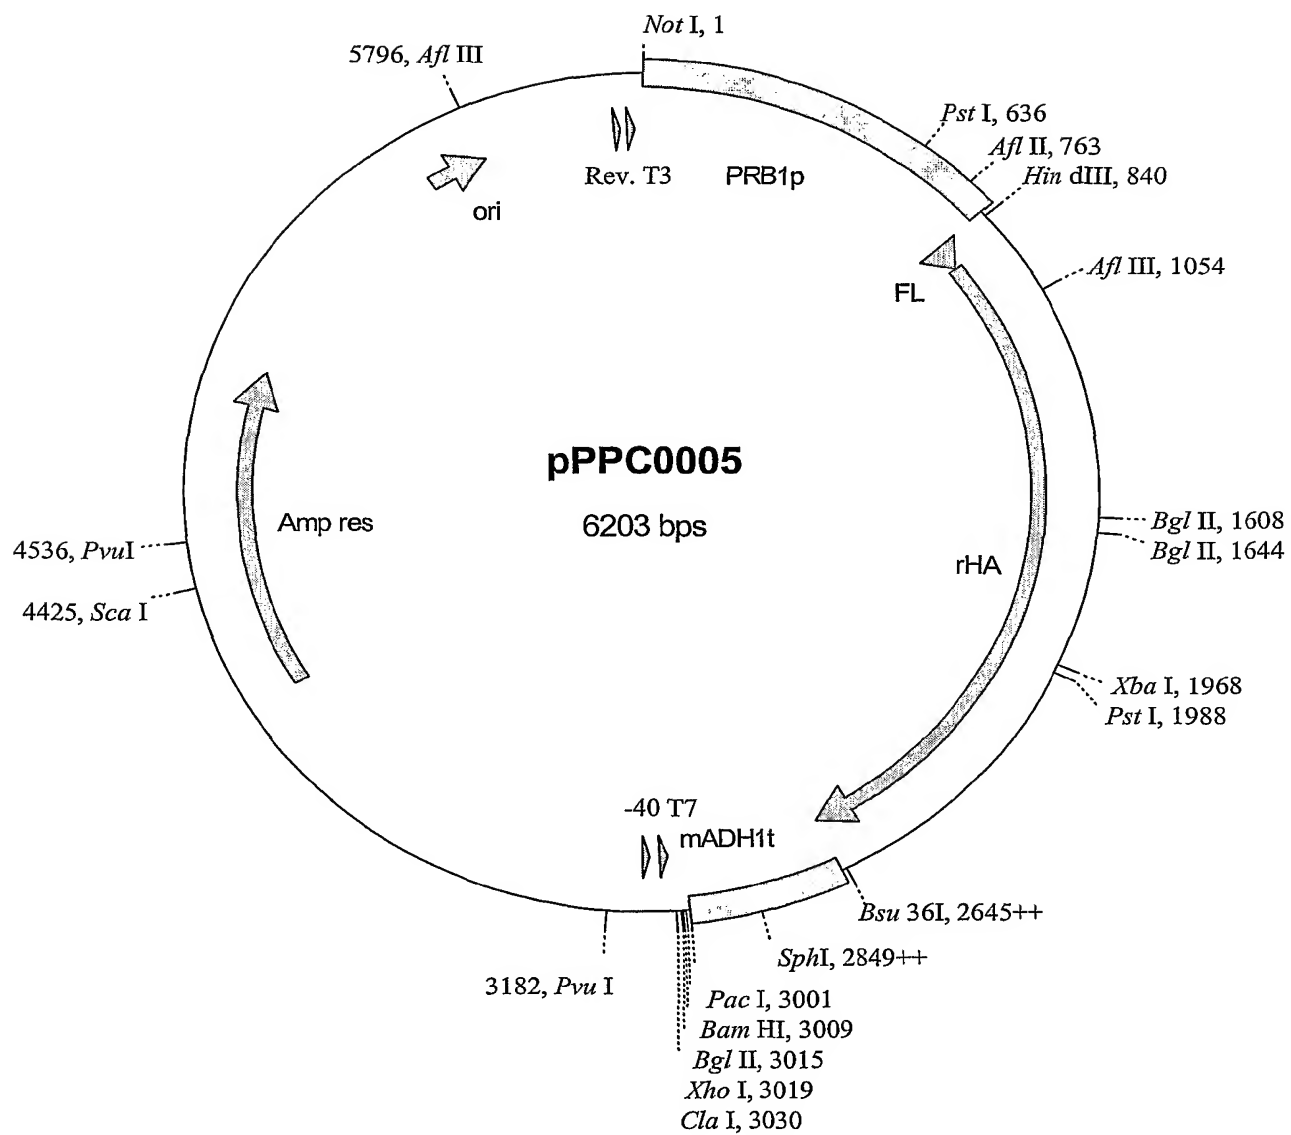 Not I, 1
5796, Afl III
Pst I, 636
Afl II, 763
Hin dIII, 840
Rev. T3
PRB1p
ori
Afl III, 1054
FL
pPPC0005
6203 bps
Amp res
Bgl II, 1608
4536, PvuI
Bgl II, 1644
rHA
4425, Sca I
Xba I, 1968
Pst I, 1988
-40 T7
mADH1t
Bsu 36I, 2645++
SphI, 2849++
3182, Pvu I
Pac I, 3001
Bam HI, 3009
Bgl II, 3015
Xho I, 3019
Cla I, 3030